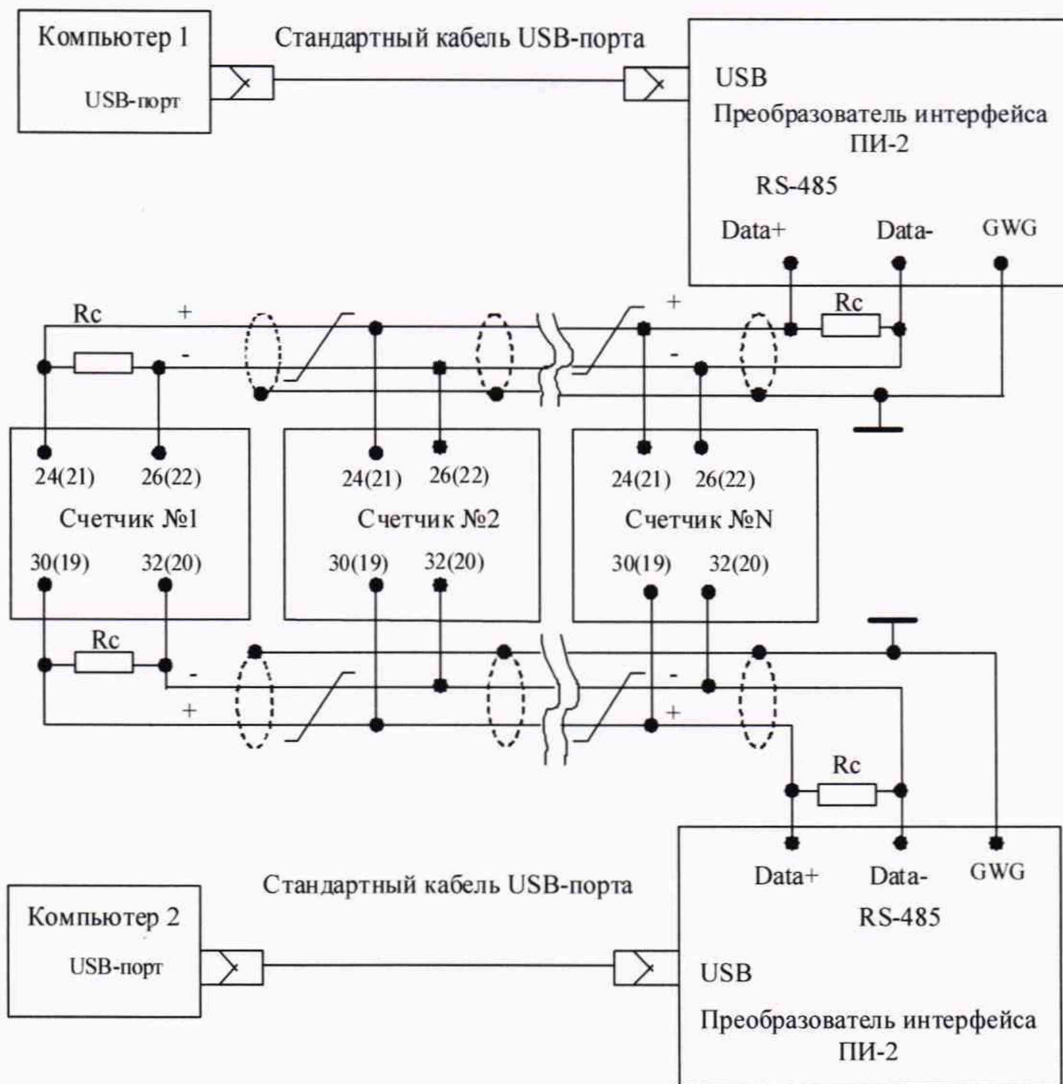 Компьютер 1
USB-порт
Стандартный кабель USB-порта
USB
Преобразователь интерфейса
ПИ-2
RS-485
Data+ Data- GWG
Rc + + Rc
- -
24(21) 26(22) 24(21) 26(22) 24(21) 26(22)
Счетчик №1 Счетчик №2 Счетчик №N
30(19) 32(20) 30(19) 32(20) 30(19) 32(20)
Rc
- -
+ +
Rc
Data+ Data- GWG
RS-485
Стандартный кабель USB-порта
Компьютер 2
USB-порт
USB
Преобразователь интерфейса
ПИ-2